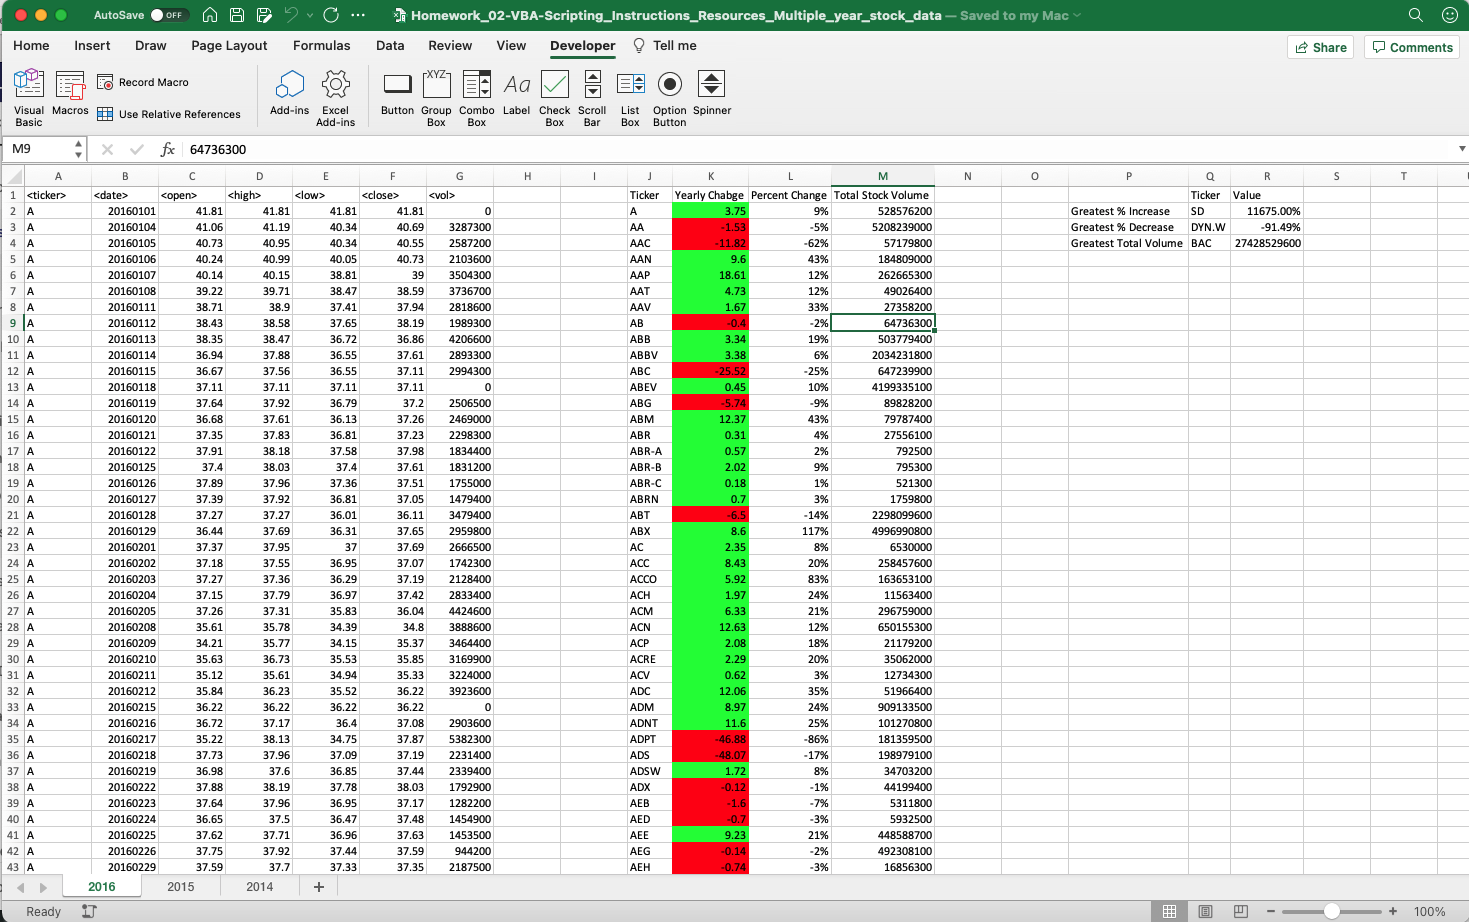 AutoSave OFF Homework_02-VBA-Scripting_Instructions_Resources_Multiple_year_stock_data — Saved to my Mac
Home Insert Draw Page Layout Formulas Data Review View Developer Tell me Share Comments
Visual Basic Macros Record Macro Use Relative References Add-ins Excel Add-ins Button XYZ Group Box Combo Box Aa Label Check Box Scroll Bar List Box Option Button Spinner
M9 fx 64736300
A B C D E F G H I J K L M N O P Q R S T
1 <ticker> <date> <open> <high> <low> <close> <vol> Ticker Yearly Chabge Percent Change Total Stock Volume Ticker Value
2 A 20160101 41.81 41.81 41.81 41.81 0 A 3.75 9% 528576200 Greatest % Increase SD 11675.00%
3 A 20160104 41.06 41.19 40.34 40.69 3287300 AA -1.53 -5% 5208239000 Greatest % Decrease DYN.W -91.49%
4 A 20160105 40.73 40.95 40.34 40.55 2587200 AAC -11.82 -62% 57179800 Greatest Total Volume BAC 27428529600
5 A 20160106 40.24 40.99 40.05 40.73 2103600 AAN 9.6 43% 184809000
6 A 20160107 40.14 40.15 38.81 39 3504300 AAP 18.61 12% 262665300
7 A 20160108 39.22 39.71 38.47 38.59 3736700 AAT 4.73 12% 49026400
8 A 20160111 38.71 38.9 37.41 37.94 2818600 AAV 1.67 33% 27358200
9 A 20160112 38.43 38.58 37.65 38.19 1989300 AB -0.4 -2% 64736300
10 A 20160113 38.35 38.47 36.72 36.86 4206600 ABB 3.34 19% 503779400
11 A 20160114 36.94 37.88 36.55 37.61 2893300 ABBV 3.38 6% 2034231800
12 A 20160115 36.67 37.56 36.55 37.11 2994300 ABC -25.52 -25% 647239900
13 A 20160118 37.11 37.11 37.11 37.11 0 ABEV 0.45 10% 4199335100
14 A 20160119 37.64 37.92 36.79 37.2 2506500 ABG -5.74 -9% 89828200
15 A 20160120 36.68 37.61 36.13 37.26 2469000 ABM 12.37 43% 79787400
16 A 20160121 37.35 37.83 36.81 37.23 2298300 ABR 0.31 4% 27556100
17 A 20160122 37.91 38.18 37.58 37.98 1834400 ABR-A 0.57 2% 792500
18 A 20160125 37.4 38.03 37.4 37.61 1831200 ABR-B 2.02 9% 795300
19 A 20160126 37.89 37.96 37.36 37.51 1755000 ABR-C 0.18 1% 521300
20 A 20160127 37.39 37.92 36.81 37.05 1479400 ABRN 0.7 3% 1759800
21 A 20160128 37.27 37.27 36.01 36.11 3479400 ABT -6.5 -14% 2298099600
22 A 20160129 36.44 37.69 36.31 37.65 2959800 ABX 8.6 117% 4996990800
23 A 20160201 37.37 37.95 37 37.69 2666500 AC 2.35 8% 6530000
24 A 20160202 37.18 37.55 36.95 37.07 1742300 ACC 8.43 20% 258457600
25 A 20160203 37.27 37.36 36.29 37.19 2128400 ACCO 5.92 83% 163653100
26 A 20160204 37.15 37.79 36.97 37.42 2833400 ACH 1.97 24% 11563400
27 A 20160205 37.26 37.31 35.83 36.04 4424600 ACM 6.33 21% 296759000
28 A 20160208 35.61 35.78 34.39 34.8 3888600 ACN 12.63 12% 650155300
29 A 20160209 34.21 35.77 34.15 35.37 3464400 ACP 2.08 18% 21179200
30 A 20160210 35.63 36.73 35.53 35.85 3169900 ACRE 2.29 20% 35062000
31 A 20160211 35.12 35.61 34.94 35.33 3224000 ACV 0.62 3% 12734300
32 A 20160212 35.84 36.23 35.52 36.22 3923600 ADC 12.06 35% 51966400
33 A 20160215 36.22 36.22 36.22 36.22 0 ADM 8.97 24% 909133500
34 A 20160216 36.72 37.17 36.4 37.08 2903600 ADNT 11.6 25% 101270800
35 A 20160217 35.22 38.13 34.75 37.87 5382300 ADPT -46.88 -86% 181359500
36 A 20160218 37.73 37.96 37.09 37.19 2231400 ADS -48.07 -17% 198979100
37 A 20160219 36.98 37.6 36.85 37.44 2339400 ADSW 1.72 8% 34703200
38 A 20160222 37.88 38.19 37.78 38.03 1792900 ADX -0.12 -1% 44199400
39 A 20160223 37.64 37.96 36.95 37.17 1282200 AEB -1.6 -7% 5311800
40 A 20160224 36.65 37.5 36.47 37.48 1454900 AED -0.7 -3% 5932500
41 A 20160225 37.62 37.71 36.96 37.63 1453500 AEE 9.23 21% 448588700
42 A 20160226 37.75 37.92 37.44 37.59 944200 AEG -0.14 -2% 492308100
43 A 20160229 37.59 37.7 37.33 37.35 2187500 AEH -0.74 -3% 16856300
2016 2015 2014 +
Ready 100%